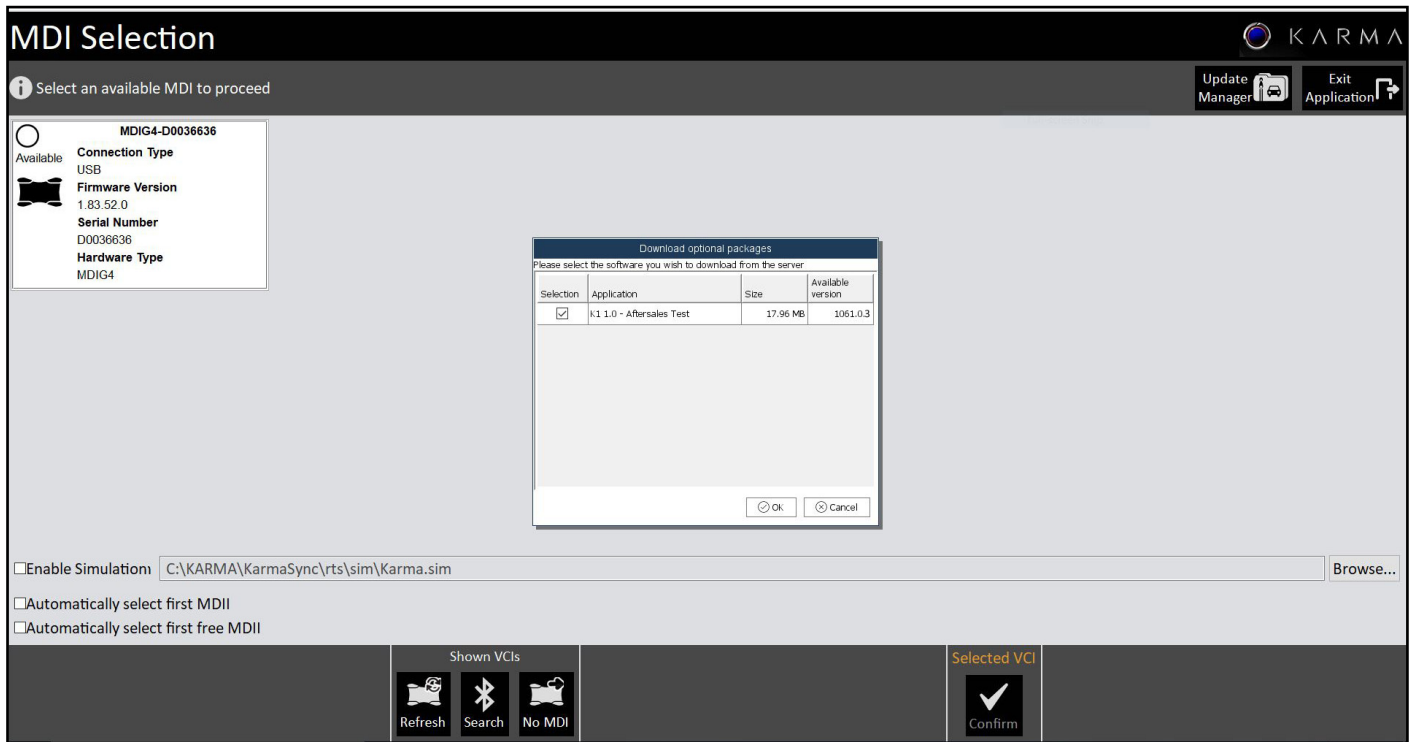 MDI Selection
KARMA
Select an available MDI to proceed
Update
Manager
Exit
Application
MDIG4-D0036636
Available
Connection Type
USB
Firmware Version
1.83.52.0
Serial Number
D0036636
Hardware Type
MDIG4
Download optional packages
Please select the software you wish to download from the server
Selection Application Size Available version
K1 1.0 - Aftersales Test 17.96 MB 1061.0.3
Ok Cancel
Enable Simulation: C:\KARMA\KarmaSync\rts\sim\Karma.sim Browse...
Automatically select first MDII
Automatically select first free MDII
Shown VCIs
Refresh Search No MDI
Selected VCI
Confirm